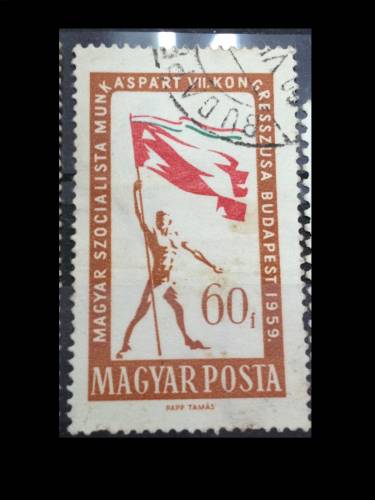 MAGYAR SZOCIALISTA MUNKÁSPÁRT VII. KONGRESSZUSA BUDAPEST 1959.
60f
MAGYAR POSTA
PAPP TAMÁS